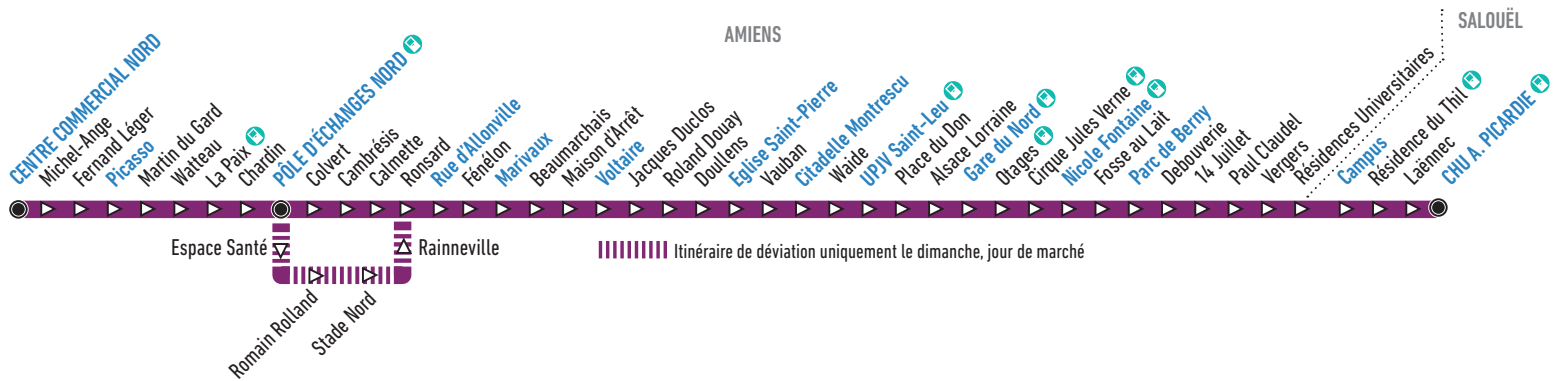 AMIENS
SALOUËL
CENTRE COMMERCIAL NORD
Michel-Ange
Fernand Léger
Picasso
Martin du Gard
Watteau
La Paix
Chardin
PÔLE D'ÉCHANGES NORD
Colvert
Cambrésis
Calmette
Ronsard
Rue d'Allonville
Fénélon
Marivaux
Beaumarchais
Maison d'Arrêt
Voltaire
Jacques Duclos
Roland Douay
Doullens
Eglise Saint-Pierre
Vauban
Citadelle Montrescu
Waide
UPJV Saint-Leu
Place du Don
Alsace Lorraine
Gare du Nord
Otages
Cirque Jules Verne
Nicole Fontaine
Fosse au Lait
Parc de Berny
Debouverie
14 Juillet
Paul Claudel
Vergers
Résidences Universitaires
Campus
Résidence du Thil
Laënnec
CHU A. PICARDIE
Espace Santé
Rainneville
Itinéraire de déviation uniquement le dimanche, jour de marché
Romain Rolland
Stade Nord